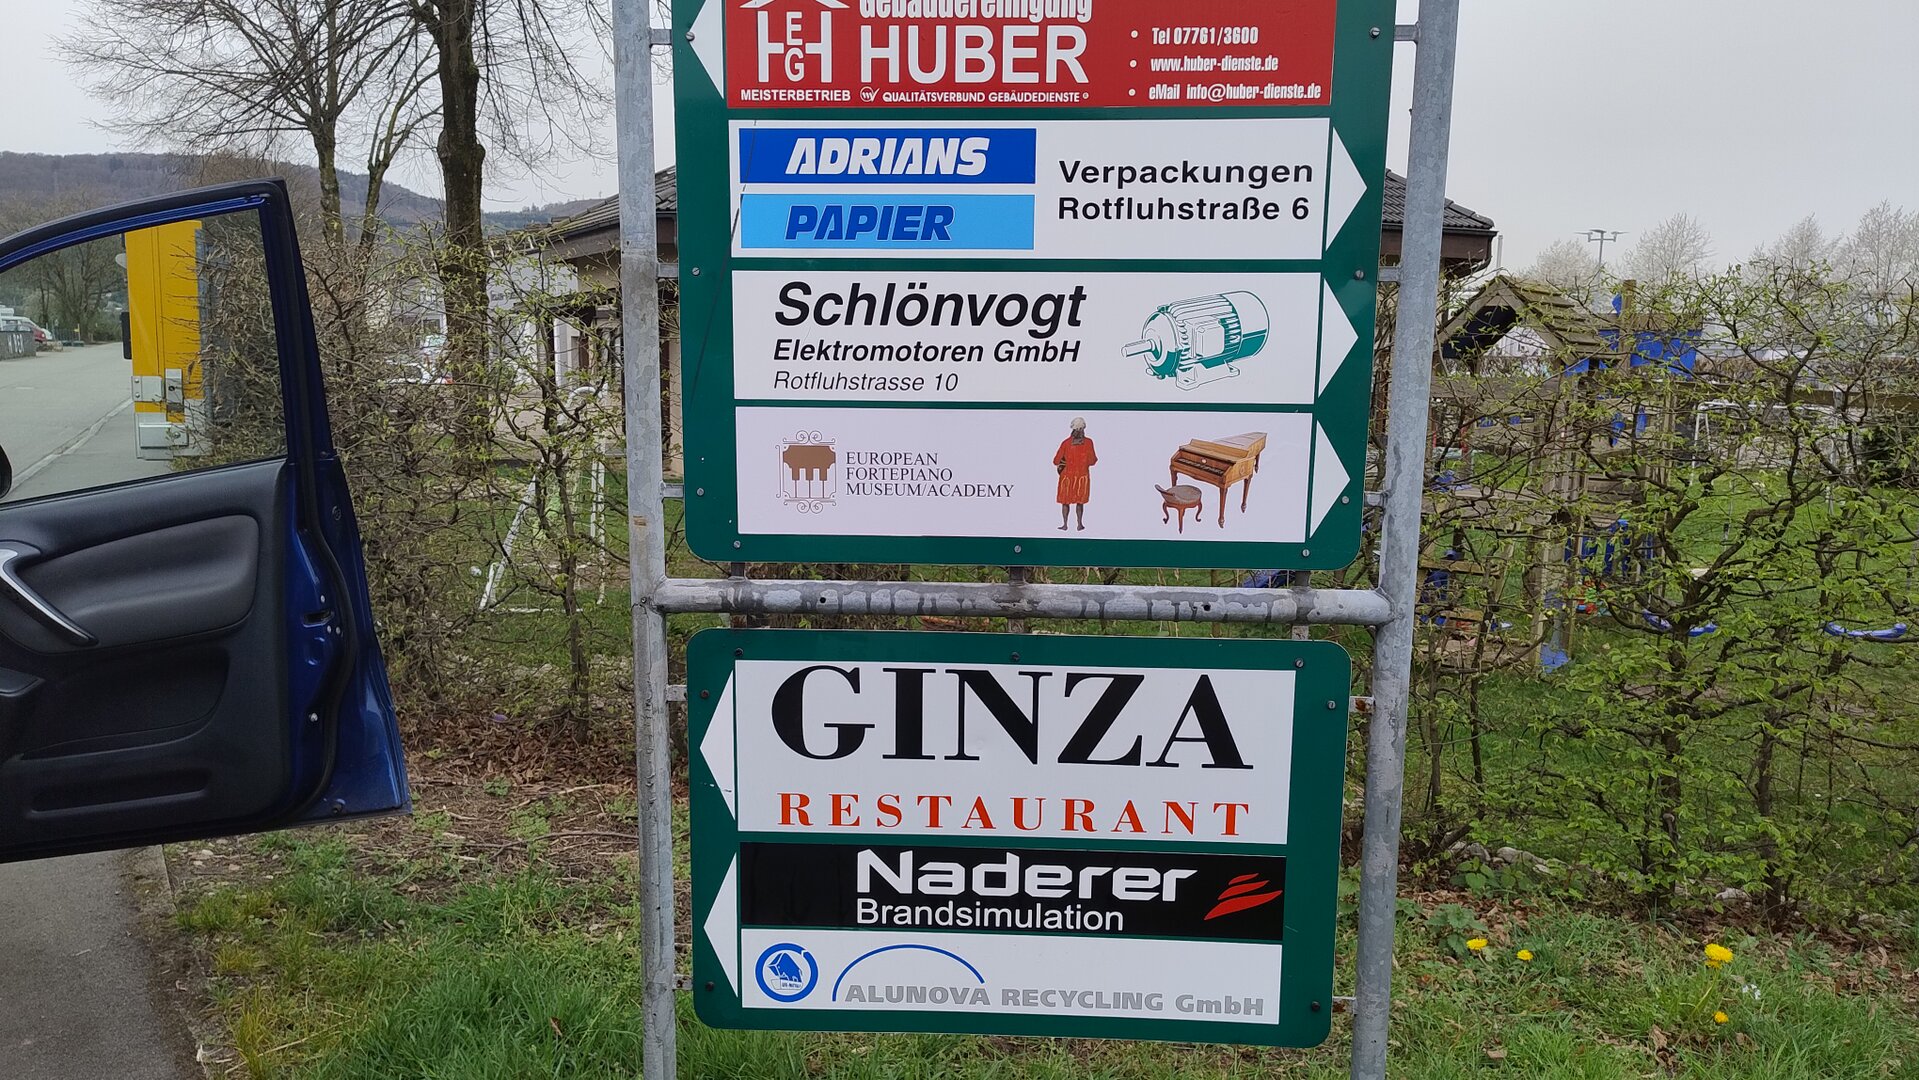 Gebäudereinigung
HEGH HUBER
MEISTERBETRIEB QUALITÄTSVERBUND GEBÄUDEDIENSTE
• Tel 07761/3600
• www.huber-dienste.de
• eMail info@huber-dienste.de
ADRIANS
PAPIER
Verpackungen
Rotfluhstraße 6
Schlönvogt
Elektromotoren GmbH
Rotfluhstrasse 10
EUROPEAN
FORTEPIANO
MUSEUM/ACADEMY
GINZA
RESTAURANT
Naderer
Brandsimulation
ALUNOVA RECYCLING GmbH